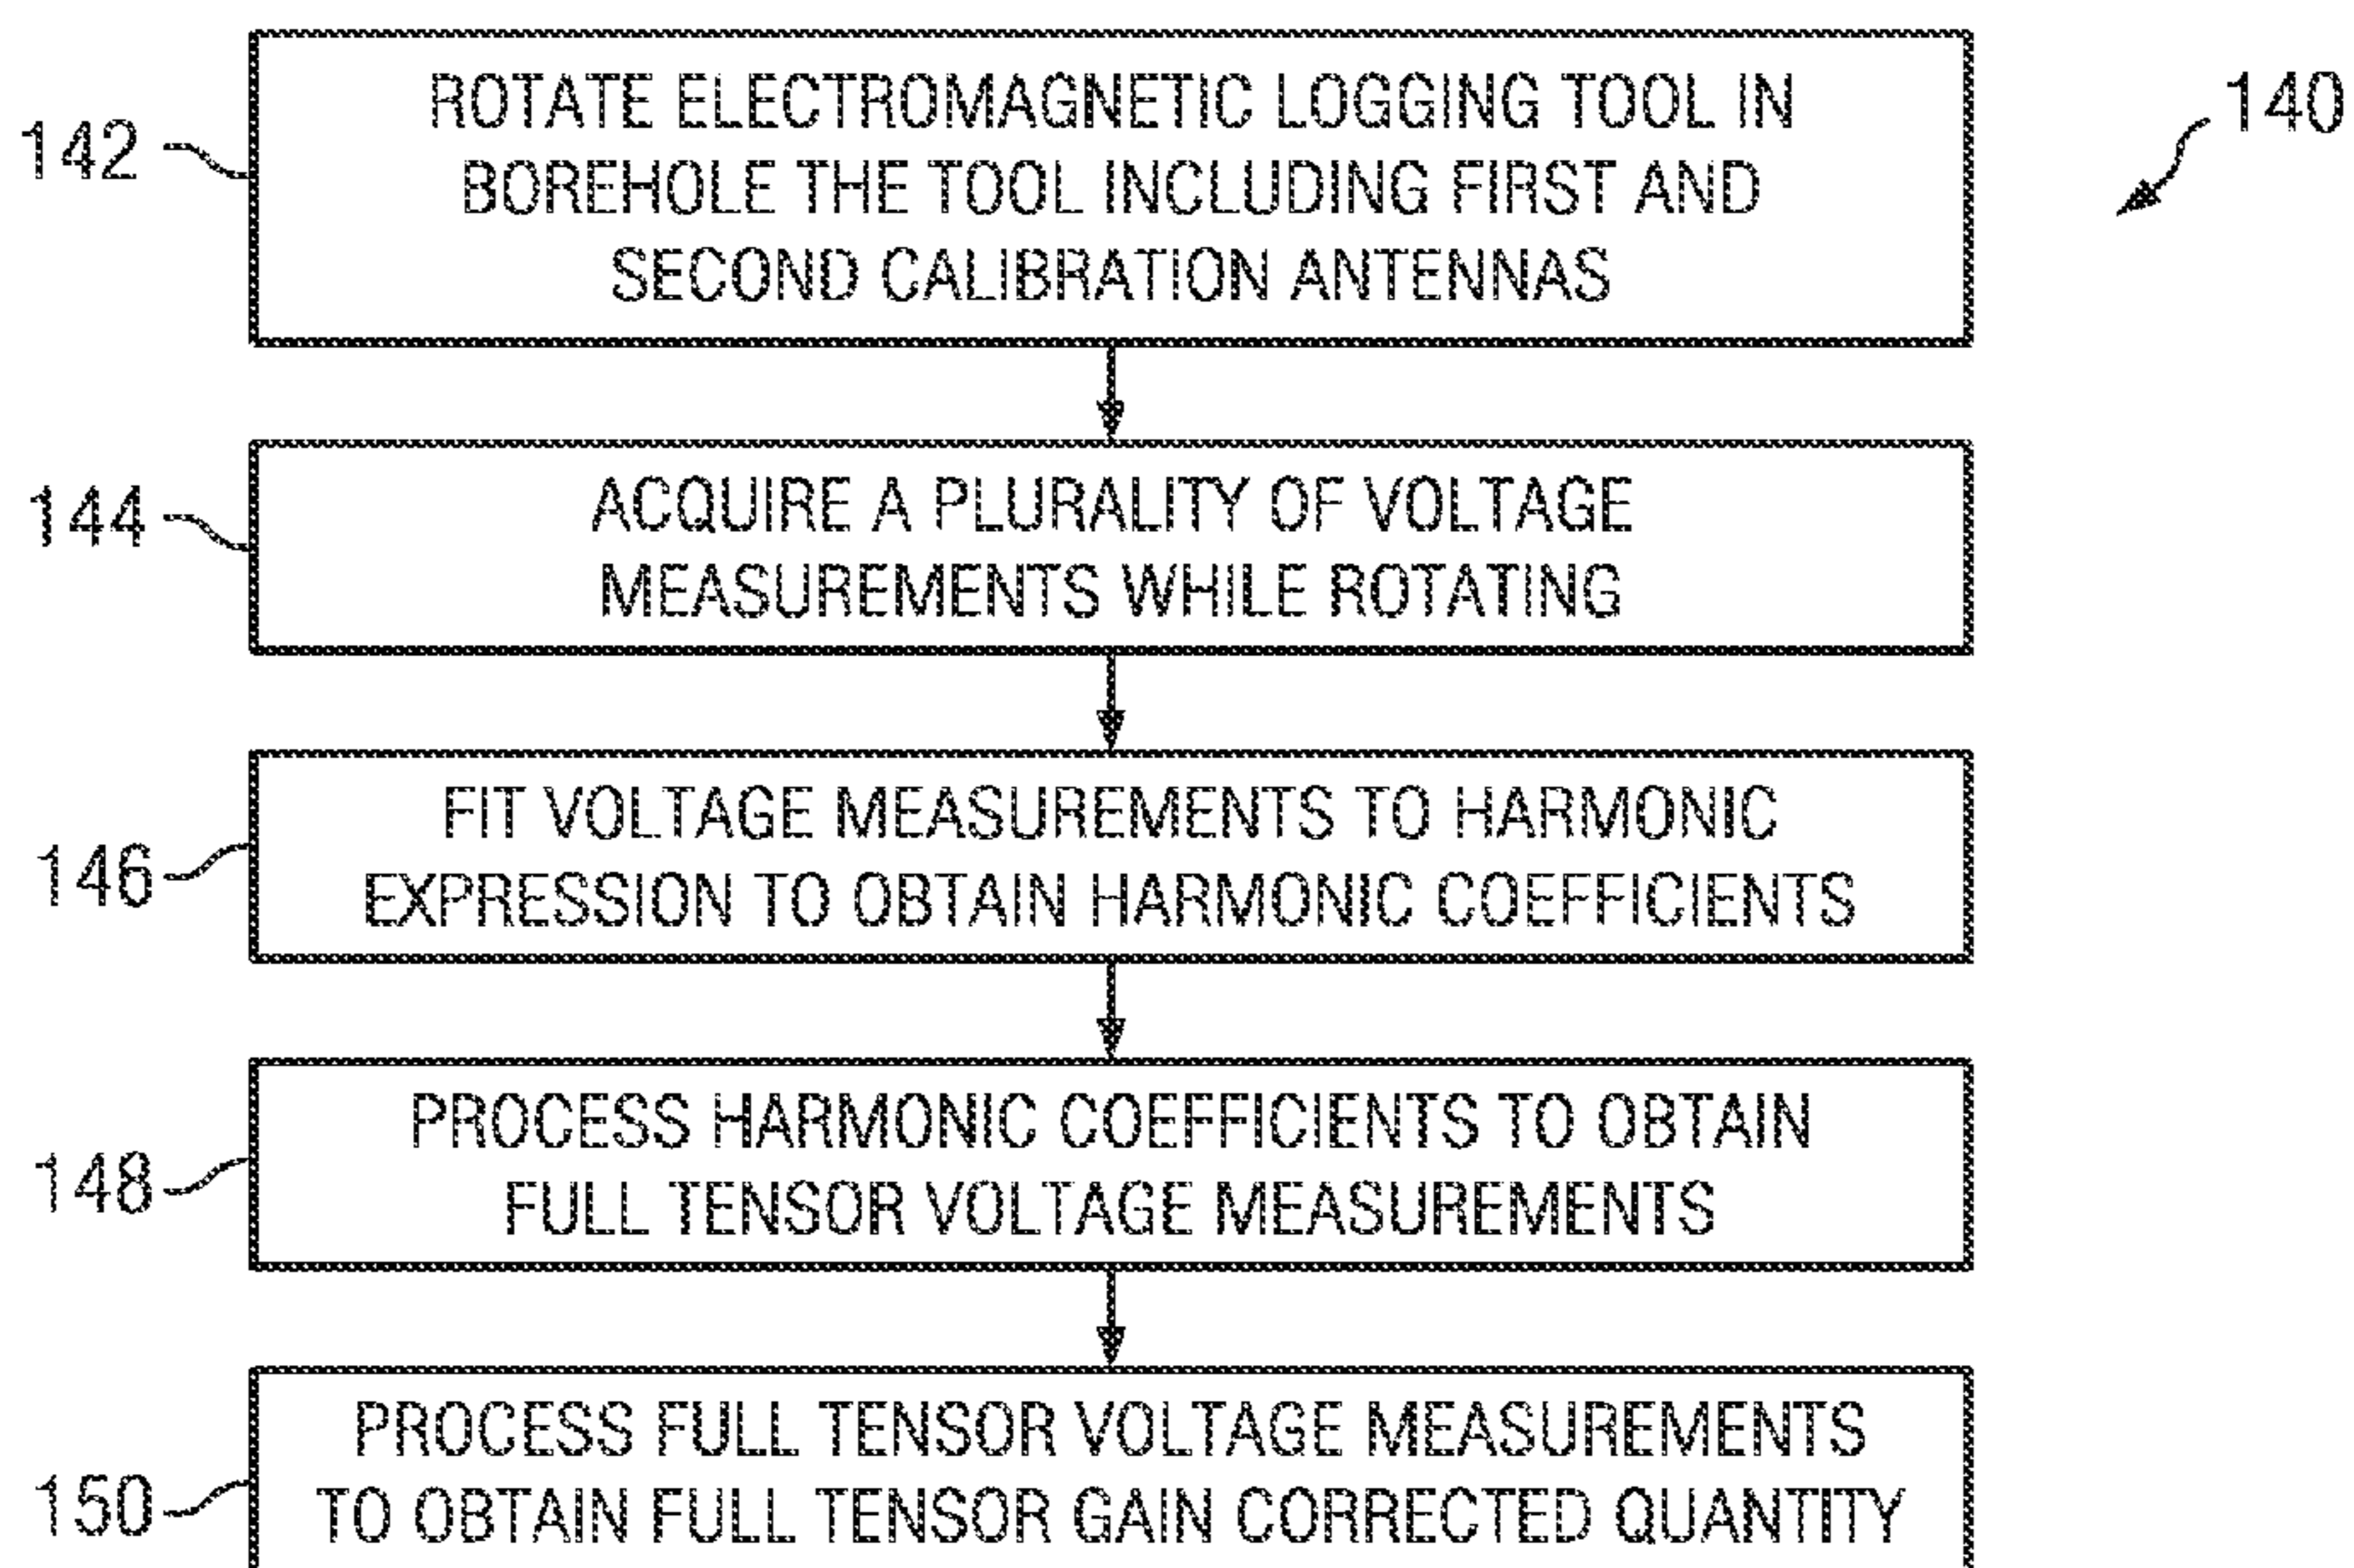 140
142
ROTATE ELECTROMAGNETIC LOGGING TOOL IN
BOREHOLE THE TOOL INCLUDING FIRST AND
SECOND CALIBRATION ANTENNAS
144
ACQUIRE A PLURALITY OF VOLTAGE
MEASUREMENTS WHILE ROTATING
146
FIT VOLTAGE MEASUREMENTS TO HARMONIC
EXPRESSION TO OBTAIN HARMONIC COEFFICIENTS
148
PROCESS HARMONIC COEFFICIENTS TO OBTAIN
FULL TENSOR VOLTAGE MEASUREMENTS
150
PROCESS FULL TENSOR VOLTAGE MEASUREMENTS
TO OBTAIN FULL TENSOR GAIN CORRECTED QUANTITY